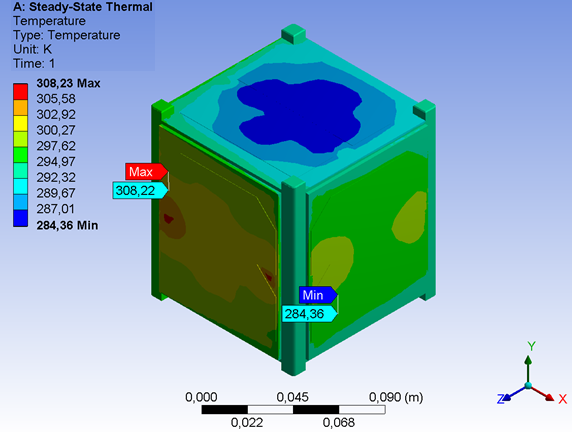 A: Steady-State Thermal
Temperature
Type: Temperature
Unit: K
Time: 1
308,23 Max
305,58
302,92
300,27
297,62
294,97
292,32
289,67
287,01
284,36 Min
Max
308,22
Min
284,36
0,000
0,045
0,090 (m)
0,022
0,068
Y
Z
X